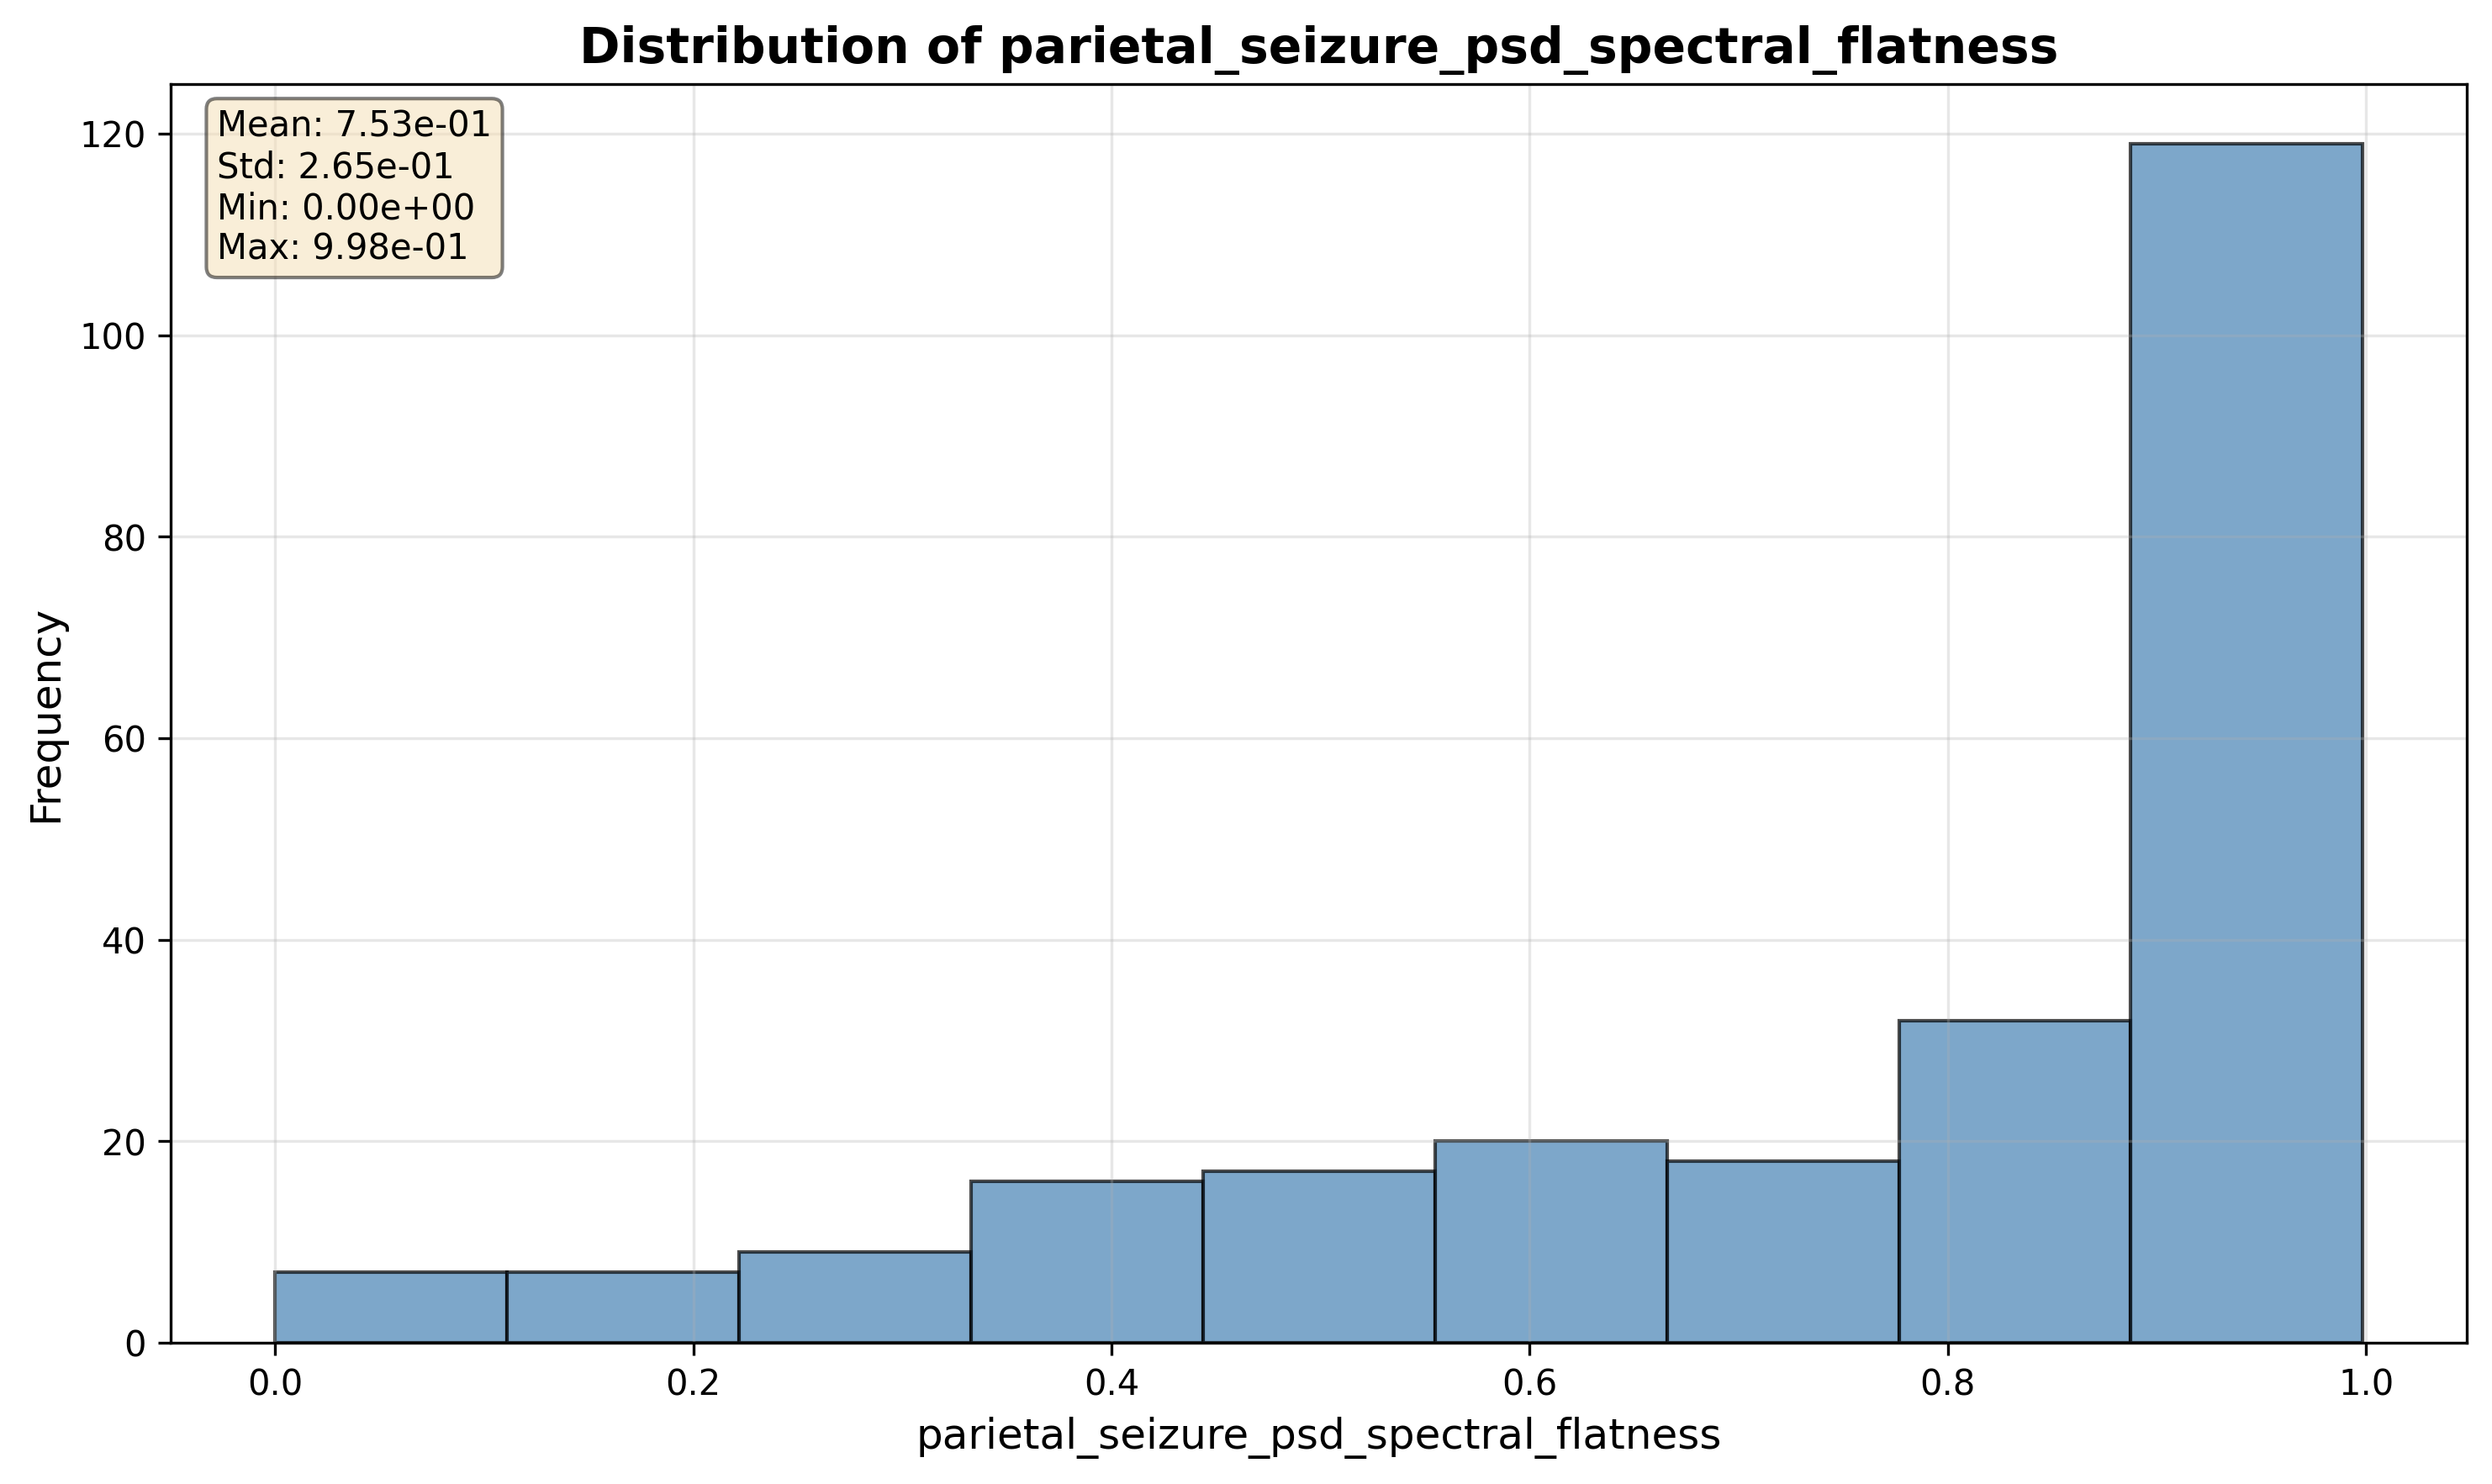 Distribution of parietal_seizure_psd_spectral_flatness
Mean: 7.53e-01
Std: 2.65e-01
Min: 0.00e+00
Max: 9.98e-01
120
100
80
60
40
20
0
Frequency
0.0 0.2 0.4 0.6 0.8 1.0
parietal_seizure_psd_spectral_flatness